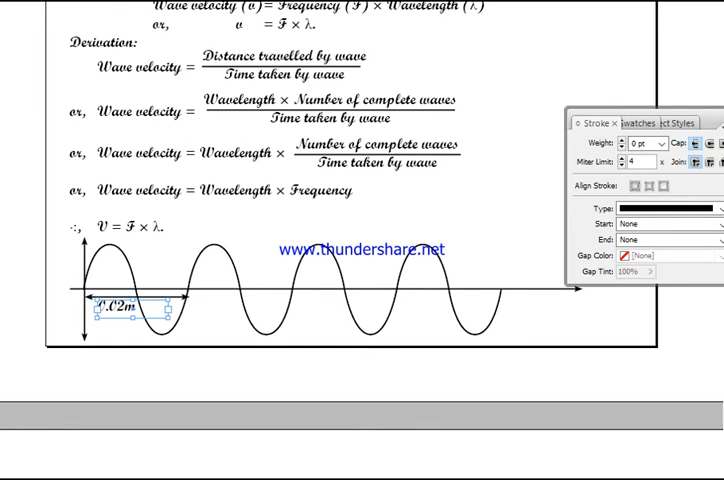 Wave velocity (v)= Frequency (F) × Wavelength (λ)
or, v = F × λ.
Derivation:
Wave velocity = Distance travelled by wave
Time taken by wave
or, Wave velocity = Wavelength × Number of complete waves
Time taken by wave
or, Wave velocity = Wavelength × Number of complete waves
Time taken by wave
or, Wave velocity = Wavelength × Frequency
∴, V = F × λ.
www.thundershare.net
0.02m
Stroke × Swatches ect Styles
Weight: 0 pt Cap:
Miter Limit: 4 x Join:
Align Stroke:
Type:
Start: None
End: None
Gap Color: [None]
Gap Tint: 100%